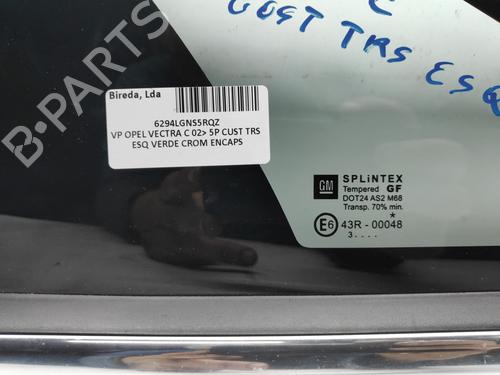 C
COST TRS ESQ
Bireda, Lda
6294LGNS5RQZ
VP OPEL VECTRA C 02> 5P CUST TRS
ESQ VERDE CROM ENCAPS
GM
SPLiNTEX
Tempered GF
DOT24 AS2 M68
Transp. 70% min.
*
E6 43R - 00048
3....
B-PARTS